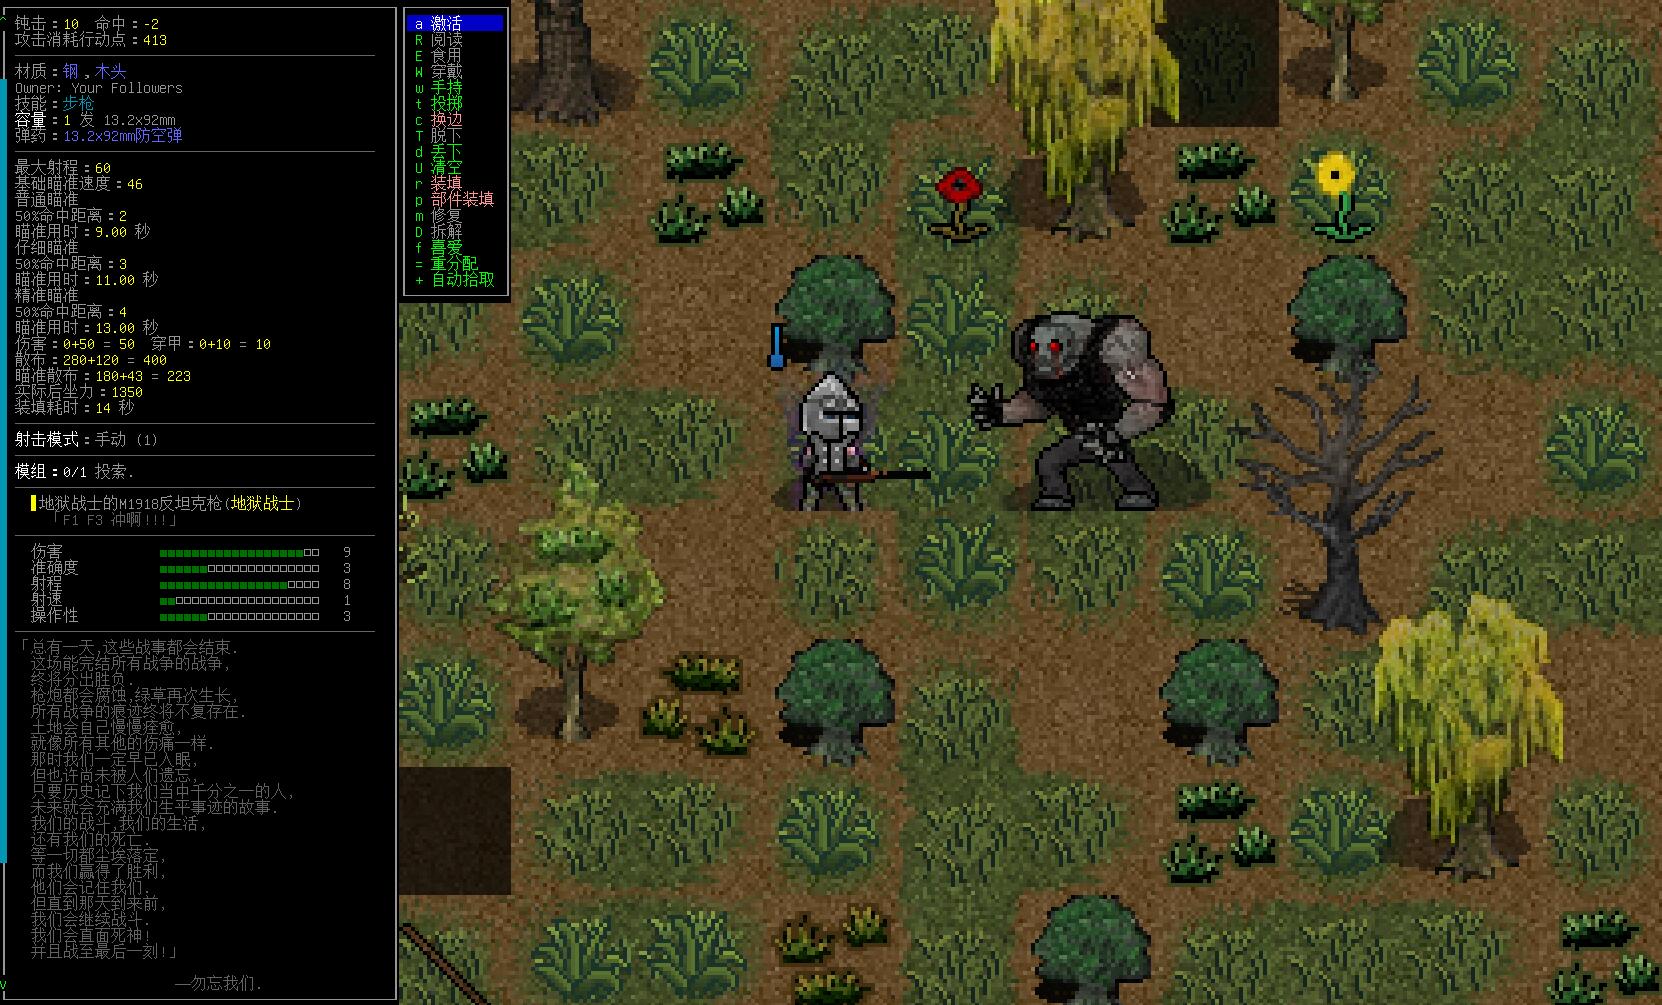 钝击：10 命中：-2
攻击消耗行动点：413
材质：钢，木头
Owner: Your Followers
技能：步枪
容量：1 发 13.2x92mm
弹药：13.2x92mm防空弹
最大射程：60
基础瞄准速度：46
普通瞄准
50%命中距离：2
瞄准用时：9.00 秒
仔细瞄准
50%命中距离：3
瞄准用时：11.00 秒
精准瞄准
50%命中距离：4
瞄准用时：13.00 秒
伤害：0+50 = 50 穿甲：0+10 = 10
散布：280+120 = 400
瞄准散布：180+43 = 223
实际后坐力：1350
装填耗时：14 秒
射击模式：手动 (1)
模组：0/1 投索.
地狱战士的M1918反坦克枪(地狱战士)
「F1 F3 冲啊!!!」
伤害 9
准确度 3
射程 8
射速 1
操作性 3
「总有一天,这些战事都会结束.
这场能完结所有战争的战争,
终将分出胜负.
枪炮都会腐蚀,绿草再次生长,
所有战争的痕迹终将不复存在.
土地会自己慢慢痊愈,
就像所有其他的伤痛一样.
那时我们一定早已入眠,
但也许尚未被人们遗忘,
只要历史记下我们当中千分之一的人,
未来就会充满我们生平事迹的故事.
我们的战斗,我们的生活,
还有我们的死亡.
等一切都尘埃落定,
而我们赢得了胜利,
他们会记住我们.
但直到那天到来前,
我们会继续战斗.
我们会直面死神!
并且战至最后一刻!」
——勿忘我们.
a 激活
R 阅读
E 食用
W 穿戴
w 手持
t 投掷
c 换边
T 脱下
d 丢下
U 清空
r 装填
p 部件装填
m 修复
D 拆解
f 喜爱
= 重分配
+ 自动拾取